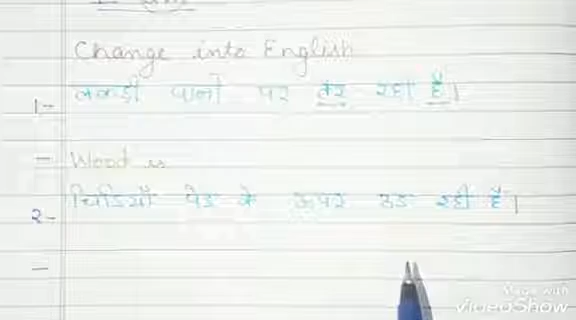 Change into English
1- लकडी पानी पर तैर रही है।
- Wood is
2- चिडियाँ पेड के ऊपर उड रही है।
-
Made with
VideoShow